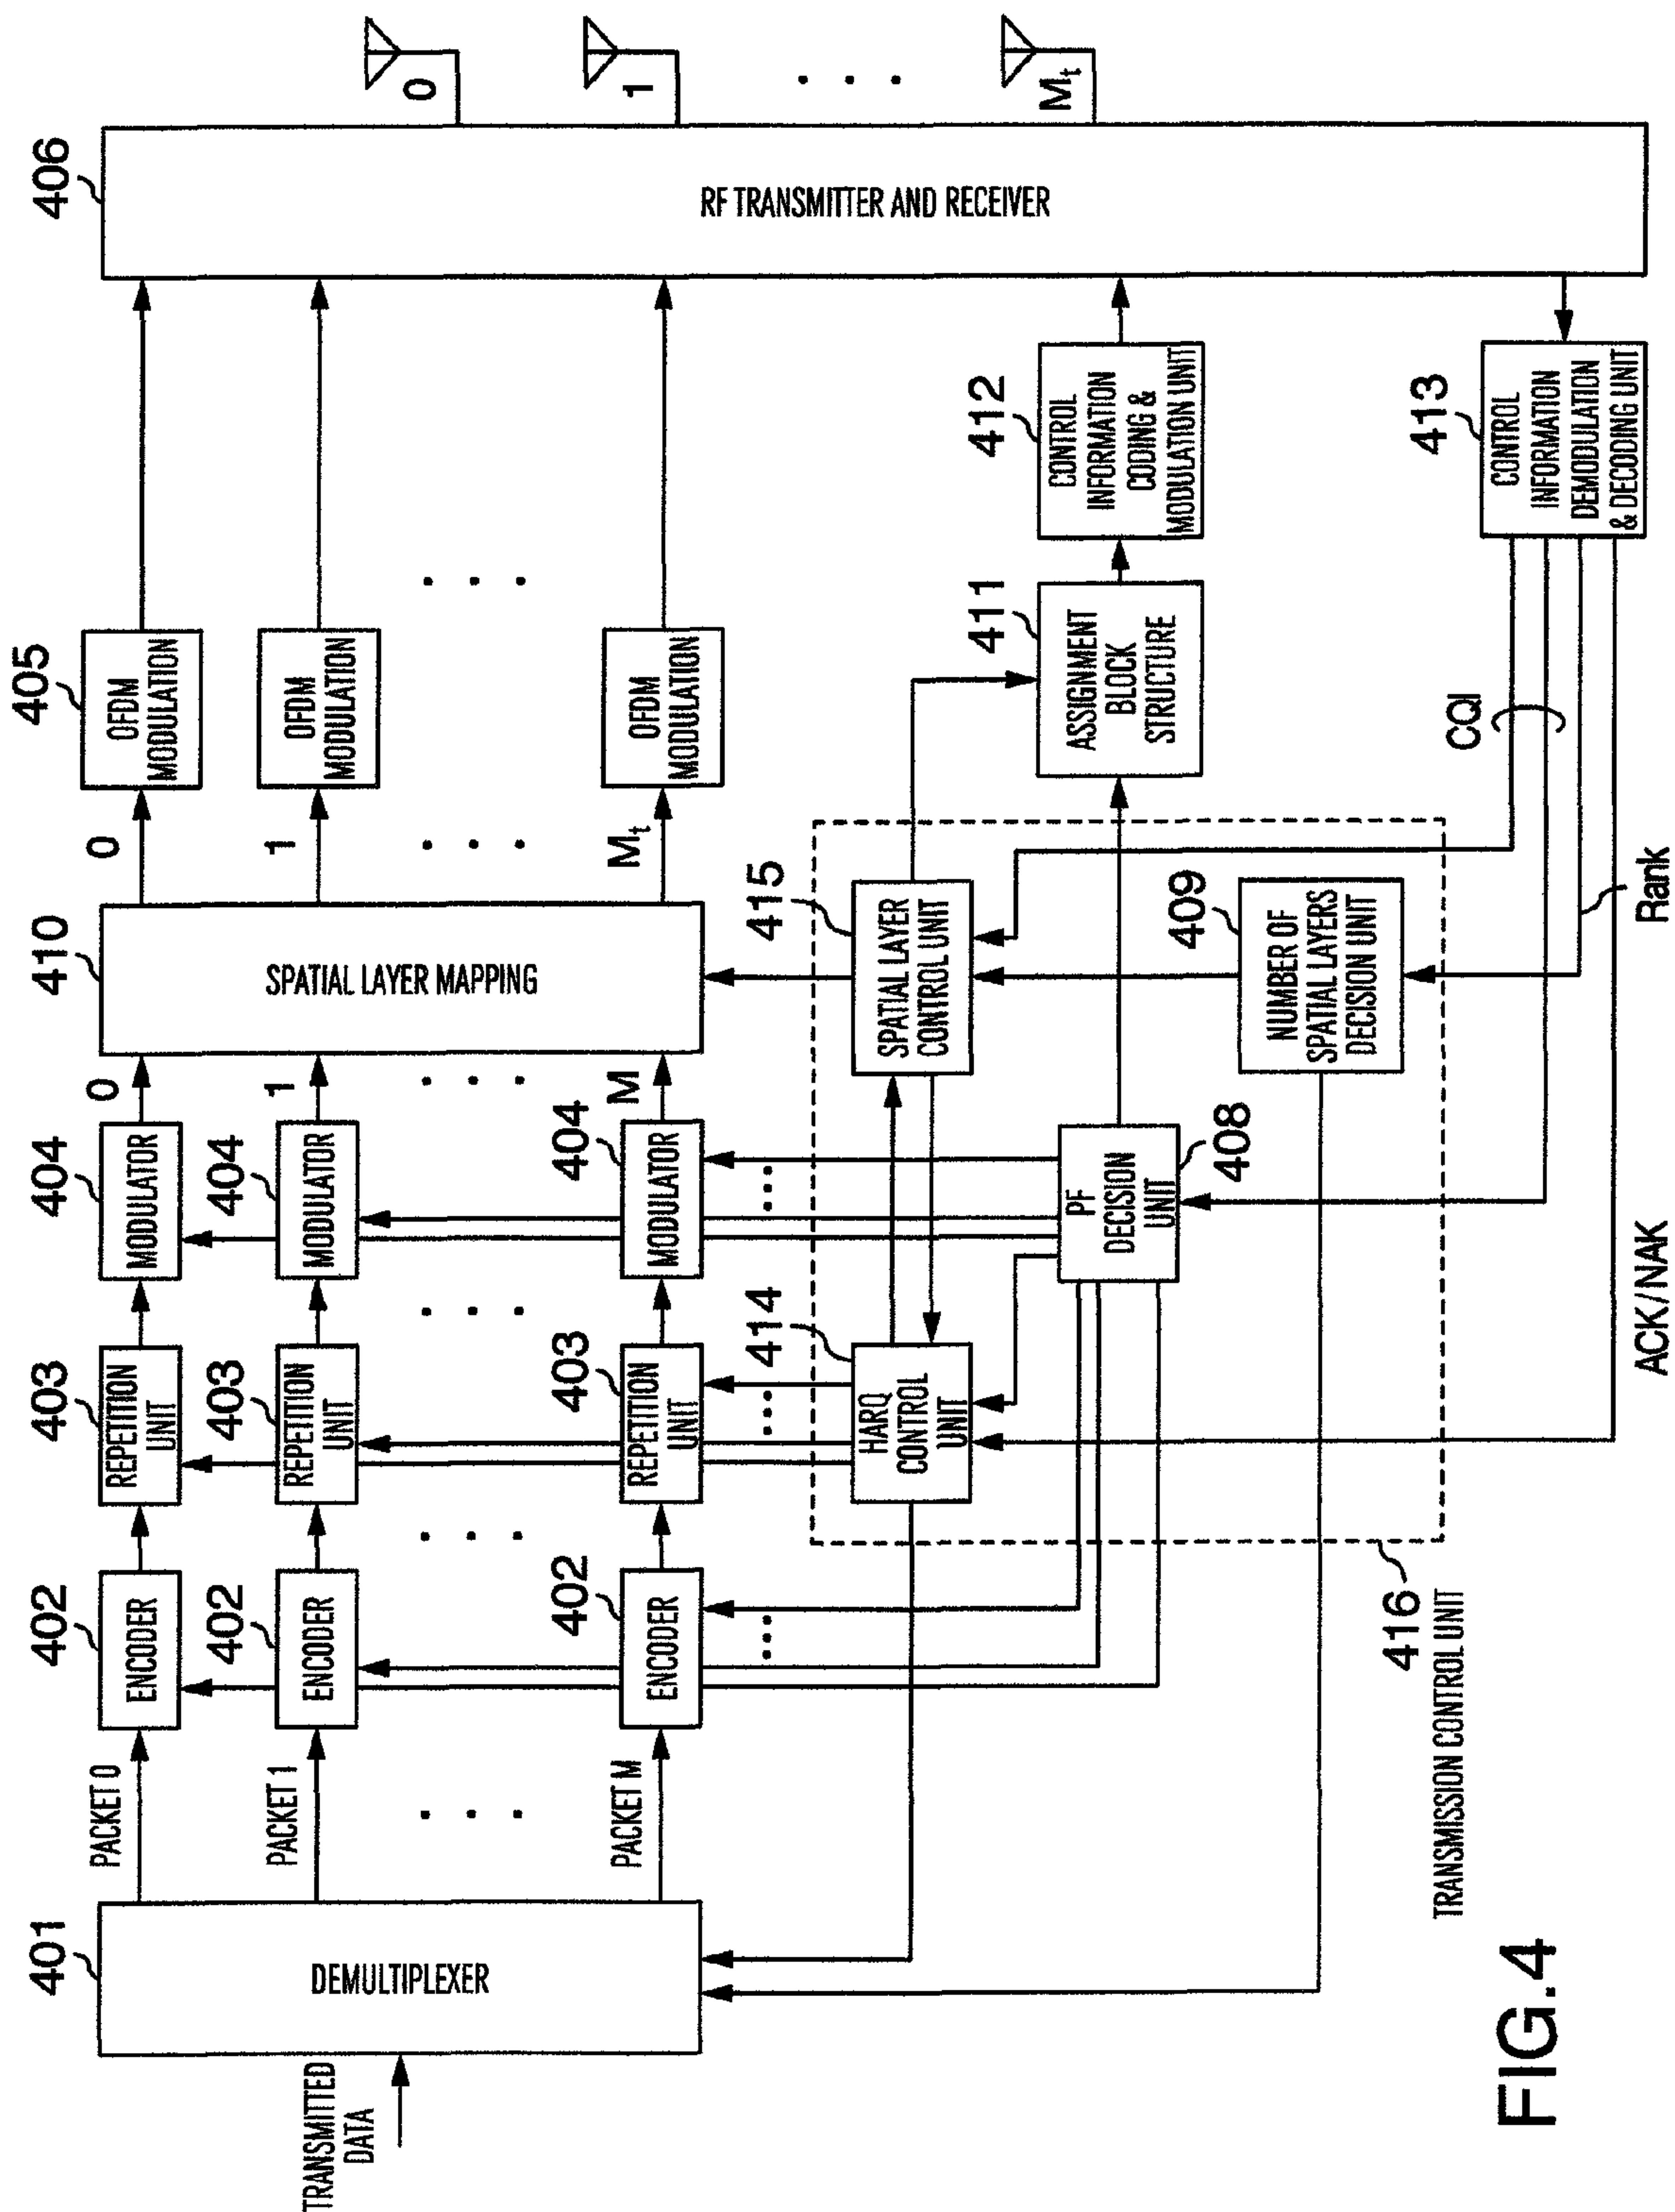 TRANSMITTED
DATA
401
DEMULTIPLEXER
PACKET 0
PACKET 1
PACKET M
402
ENCODER
402
ENCODER
402
ENCODER
403
REPETITION
UNIT
403
REPETITION
UNIT
403
REPETITION
UNIT
404
MODULATOR
404
MODULATOR
404
MODULATOR
0
1
M
410
SPATIAL LAYER MAPPING
0
1
Mt
405
OFDM
MODULATION
OFDM
MODULATION
OFDM
MODULATION
406
RF TRANSMITTER AND RECEIVER
0
1
Mt
414
HARQ
CONTROL
UNIT
415
SPATIAL LAYER
CONTROL UNIT
PF
DECISION
UNIT
408
409
NUMBER OF
SPATIAL LAYERS
DECISION UNIT
411
ASSIGNMENT
BLOCK
STRUCTURE
412
CONTROL
INFORMATION
CODING &
MODULATION UNIT
413
CONTROL
INFORMATION
DEMODULATION
& DECODING UNIT
CQI
Rank
ACK/NAK
416
TRANSMISSION CONTROL UNIT
FIG.4